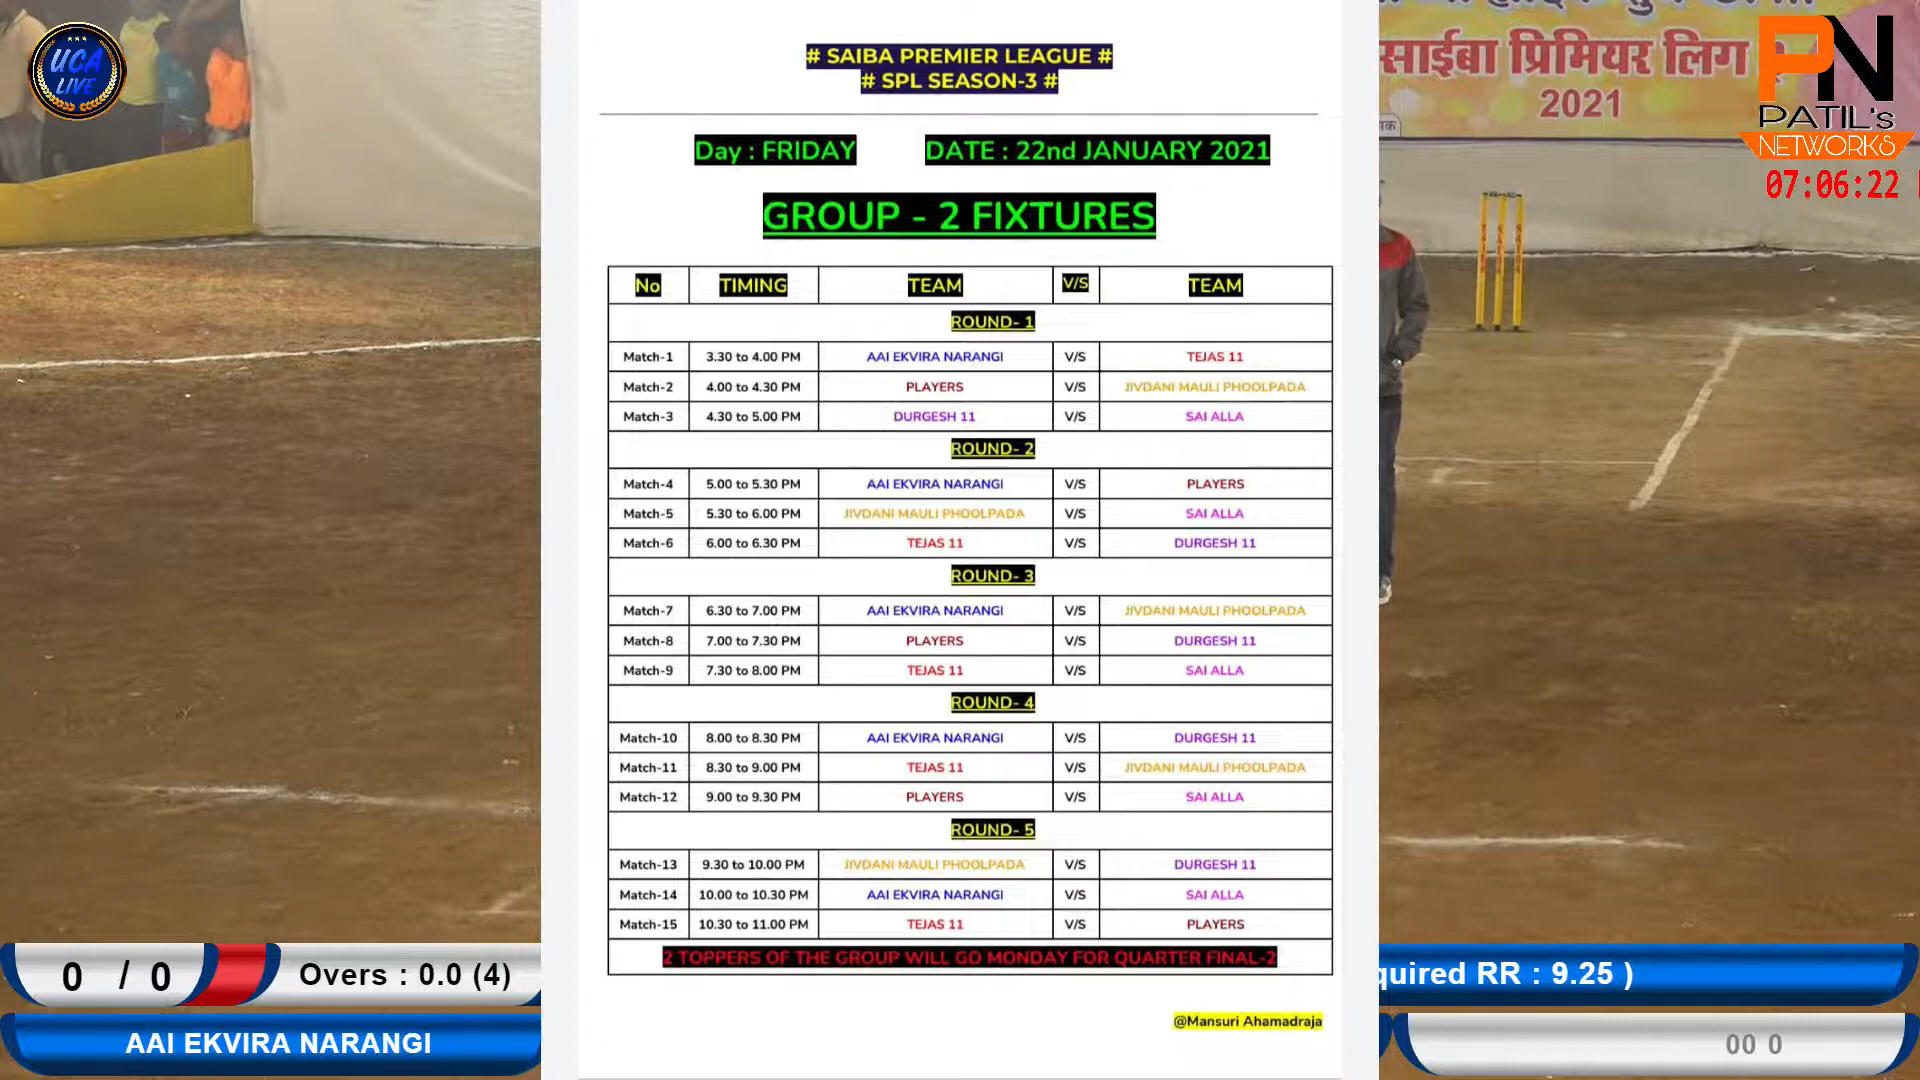 UCA
LIVE
# SAIBA PREMIER LEAGUE #
# SPL SEASON-3 #
Day : FRIDAY DATE : 22nd JANUARY 2021
GROUP - 2 FIXTURES
No TIMING TEAM V/S TEAM
ROUND- 1
Match-1 3.30 to 4.00 PM AAI EKVIRA NARANGI V/S TEJAS 11
Match-2 4.00 to 4.30 PM PLAYERS V/S JIVDANI MAULI PHOOLPADA
Match-3 4.30 to 5.00 PM DURGESH 11 V/S SAI ALLA
ROUND- 2
Match-4 5.00 to 5.30 PM AAI EKVIRA NARANGI V/S PLAYERS
Match-5 5.30 to 6.00 PM JIVDANI MAULI PHOOLPADA V/S SAI ALLA
Match-6 6.00 to 6.30 PM TEJAS 11 V/S DURGESH 11
ROUND- 3
Match-7 6.30 to 7.00 PM AAI EKVIRA NARANGI V/S JIVDANI MAULI PHOOLPADA
Match-8 7.00 to 7.30 PM PLAYERS V/S DURGESH 11
Match-9 7.30 to 8.00 PM TEJAS 11 V/S SAI ALLA
ROUND- 4
Match-10 8.00 to 8.30 PM AAI EKVIRA NARANGI V/S DURGESH 11
Match-11 8.30 to 9.00 PM TEJAS 11 V/S JIVDANI MAULI PHOOLPADA
Match-12 9.00 to 9.30 PM PLAYERS V/S SAI ALLA
ROUND- 5
Match-13 9.30 to 10.00 PM JIVDANI MAULI PHOOLPADA V/S DURGESH 11
Match-14 10.00 to 10.30 PM AAI EKVIRA NARANGI V/S SAI ALLA
Match-15 10.30 to 11.00 PM TEJAS 11 V/S PLAYERS
2 TOPPERS OF THE GROUP WILL GO MONDAY FOR QUARTER FINAL-2
@Mansuri Ahamadraja
साईबा प्रिमियर लिग
2021
PN
PATIL's
NETWORKS
07:06:22
0 / 0 Overs : 0.0 (4)
AAI EKVIRA NARANGI
quired RR : 9.25 )
00 0